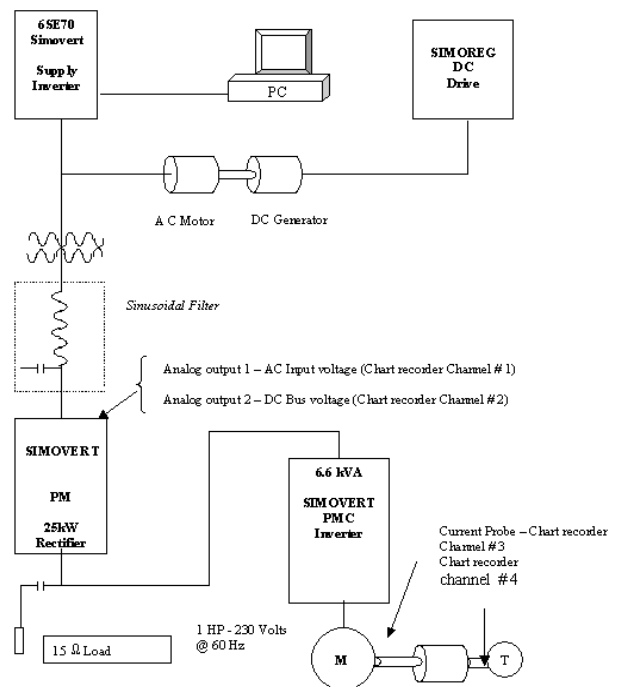 6SE70
Simovert
Supply
Inverter
PC
SIMOREG
DC
Drive
A C Motor
DC Generator
Sinusoidal Filter
Analog output 1 – AC Input voltage (Chart recorder Channel # 1)
Analog output 2 – DC Bus voltage (Chart recorder Channel #2)
SIMOVERT
PM
25kW
Rectifier
6.6 kVA
SIMOVERT
PMC
Inverter
Current Probe – Chart recorder
Channel #3
Chart recorder
channel #4
1 HP - 230 Volts
@ 60 Hz
15 Ω Load
M
T